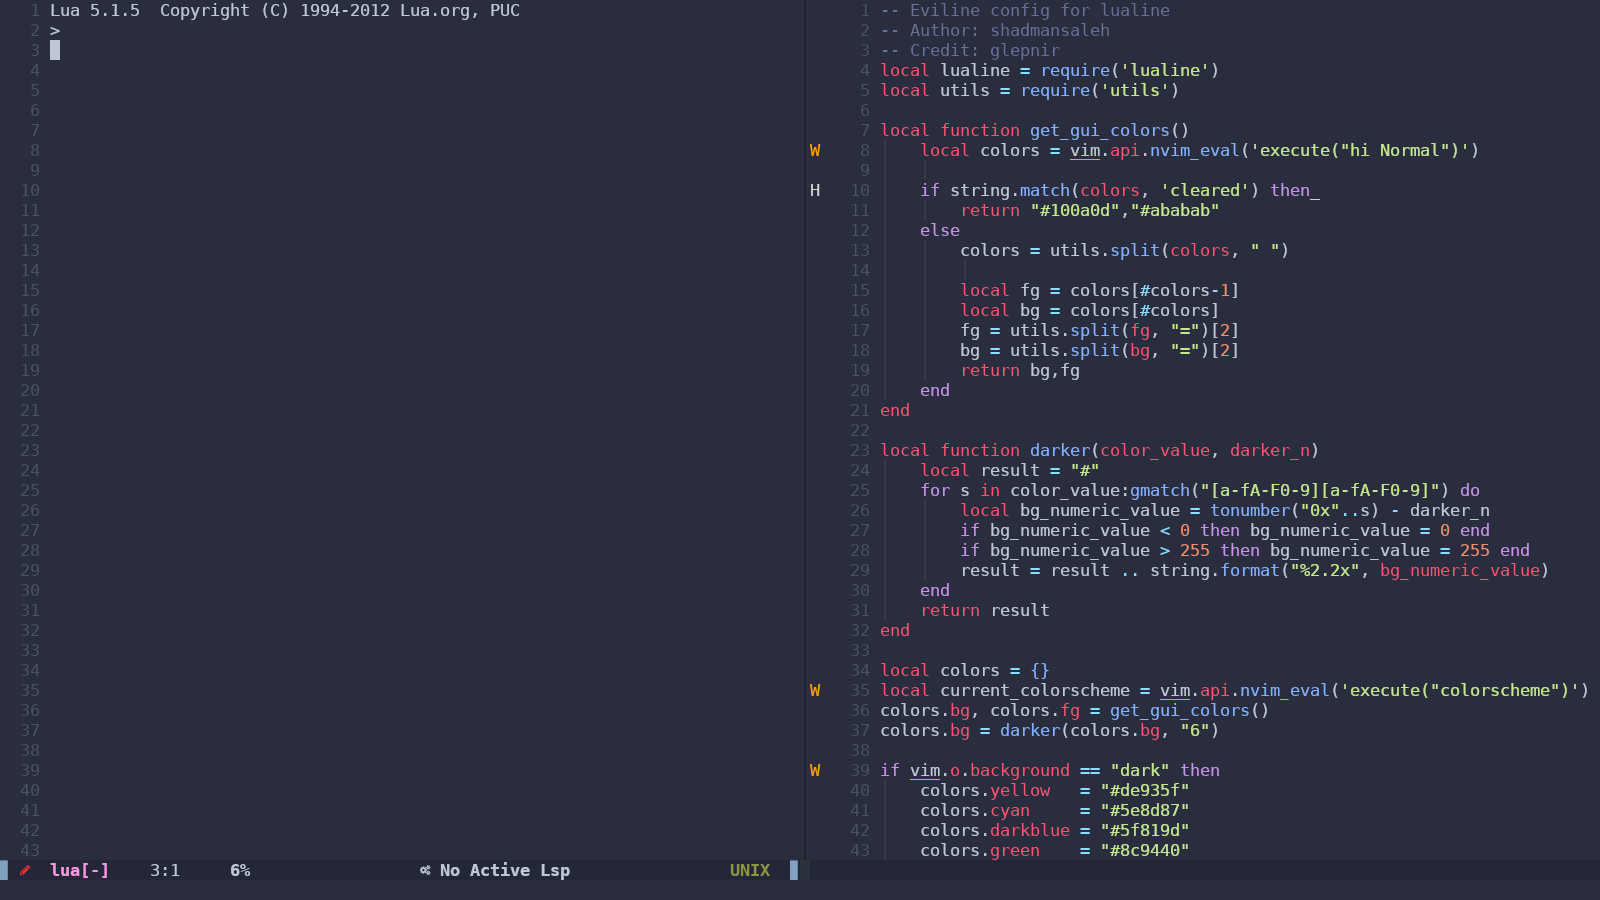 1 Lua 5.1.5  Copyright (C) 1994-2012 Lua.org, PUC
2 >
3
4
5
6
7
8
9
10
11
12
13
14
15
16
17
18
19
20
21
22
23
24
25
26
27
28
29
30
31
32
33
34
35
36
37
38
39
40
41
42
43
lua[-]    3:1     6%    No Active Lsp    UNIX
1 -- Eviline config for lualine
2 -- Author: shadmansaleh
3 -- Credit: glepnir
4 local lualine = require('lualine')
5 local utils = require('utils')
6
7 local function get_gui_colors()
W 8     local colors = vim.api.nvim_eval('execute("hi Normal")')
9
H 10     if string.match(colors, 'cleared') then_
11         return "#100a0d","#ababab"
12     else
13         colors = utils.split(colors, " ")
14
15         local fg = colors[#colors-1]
16         local bg = colors[#colors]
17         fg = utils.split(fg, "=")[2]
18         bg = utils.split(bg, "=")[2]
19         return bg,fg
20     end
21 end
22
23 local function darker(color_value, darker_n)
24     local result = "#"
25     for s in color_value:gmatch("[a-fA-F0-9][a-fA-F0-9]") do
26         local bg_numeric_value = tonumber("0x"..s) - darker_n
27         if bg_numeric_value < 0 then bg_numeric_value = 0 end
28         if bg_numeric_value > 255 then bg_numeric_value = 255 end
29         result = result .. string.format("%2.2x", bg_numeric_value)
30     end
31     return result
32 end
33
34 local colors = {}
W 35 local current_colorscheme = vim.api.nvim_eval('execute("colorscheme")')
36 colors.bg, colors.fg = get_gui_colors()
37 colors.bg = darker(colors.bg, "6")
38
W 39 if vim.o.background == "dark" then
40     colors.yellow   = "#de935f"
41     colors.cyan     = "#5e8d87"
42     colors.darkblue = "#5f819d"
43     colors.green    = "#8c9440"